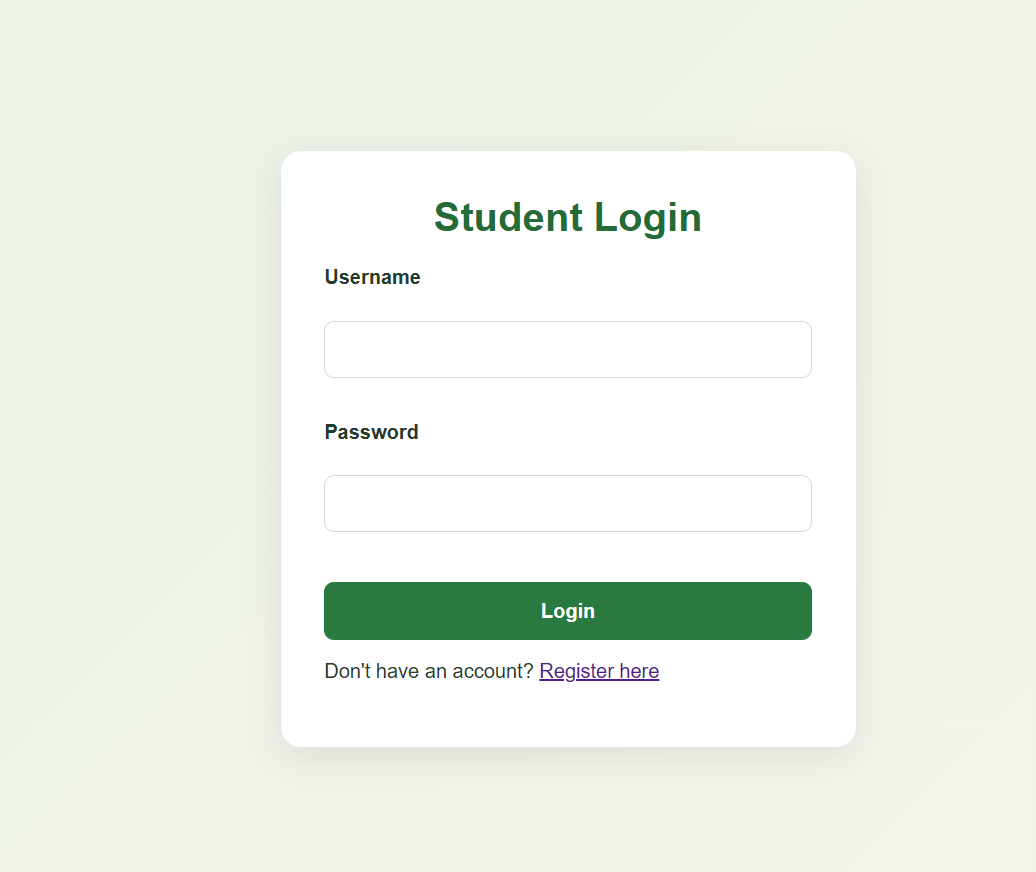 Student Login
Username
Password
Login
Don't have an account? Register here